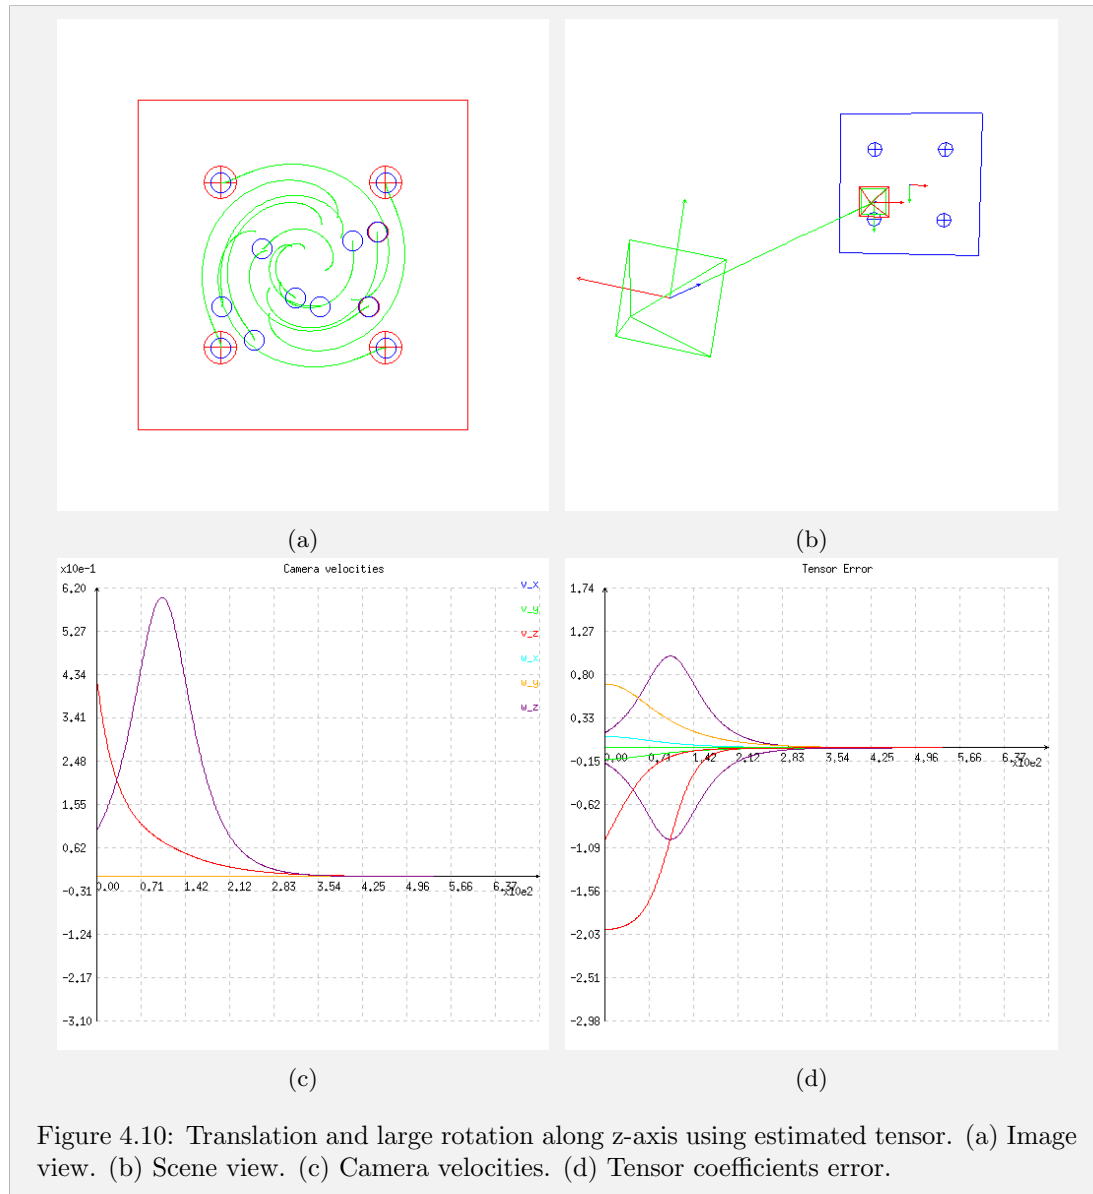 (a)
(b)
x10e-1
Camera velocities
6.20
5.27
4.34
3.41
2.48
1.55
0.62
-0.31
-1.24
-2.17
-3.10
0.00 0.71 1.42 2.12 2.83 3.54 4.25 4.96 5.66 6.37
x10e2
v_x
v_y
v_z
w_x
w_y
w_z
Tensor Error
1.74
1.27
0.80
0.33
-0.15
-0.62
-1.09
-1.56
-2.03
-2.51
-2.98
0.00 0.71 1.42 2.12 2.83 3.54 4.25 4.96 5.66 6.37
x10e2
(c)
(d)
Figure 4.10: Translation and large rotation along z-axis using estimated tensor. (a) Image
view. (b) Scene view. (c) Camera velocities. (d) Tensor coefficients error.